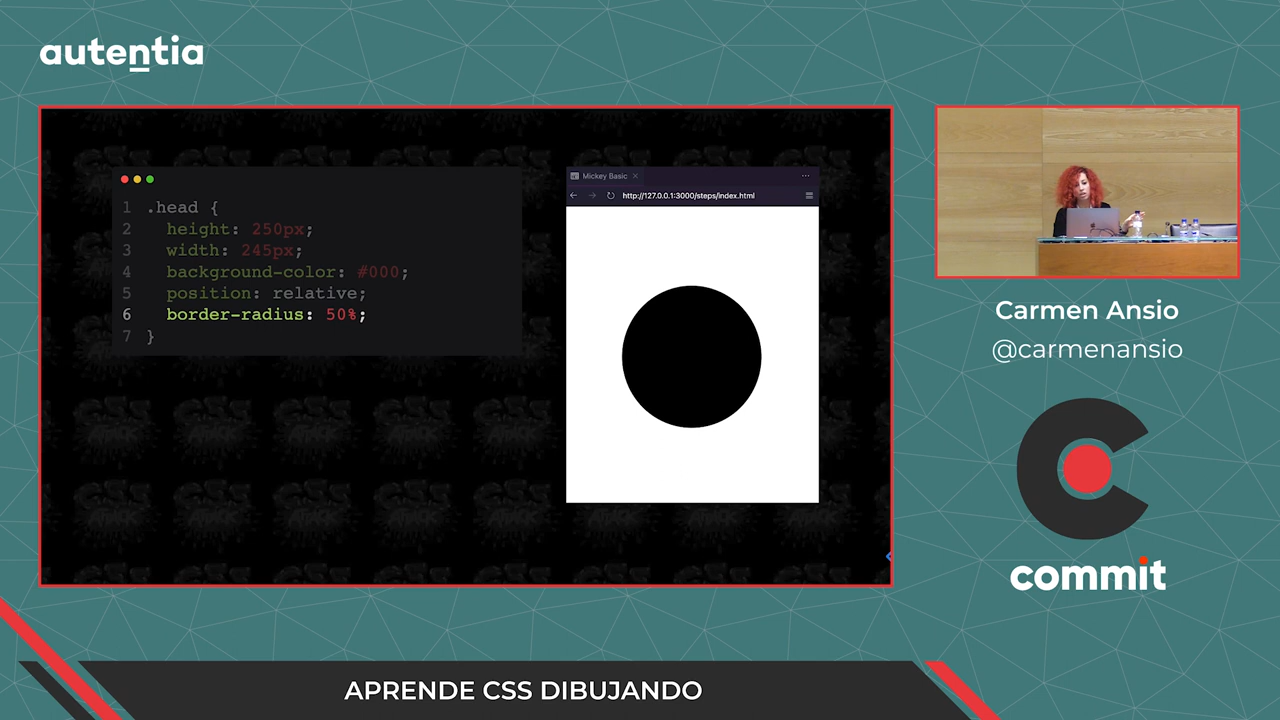 autentia
1 .head {
2 height: 250px;
3 width: 245px;
4 background-color: #000;
5 position: relative;
6 border-radius: 50%;
7 }
Mickey Basic
http://127.0.0.1:3000/steps/index.html
Carmen Ansio
@carmenansio
commit
APRENDE CSS DIBUJANDO